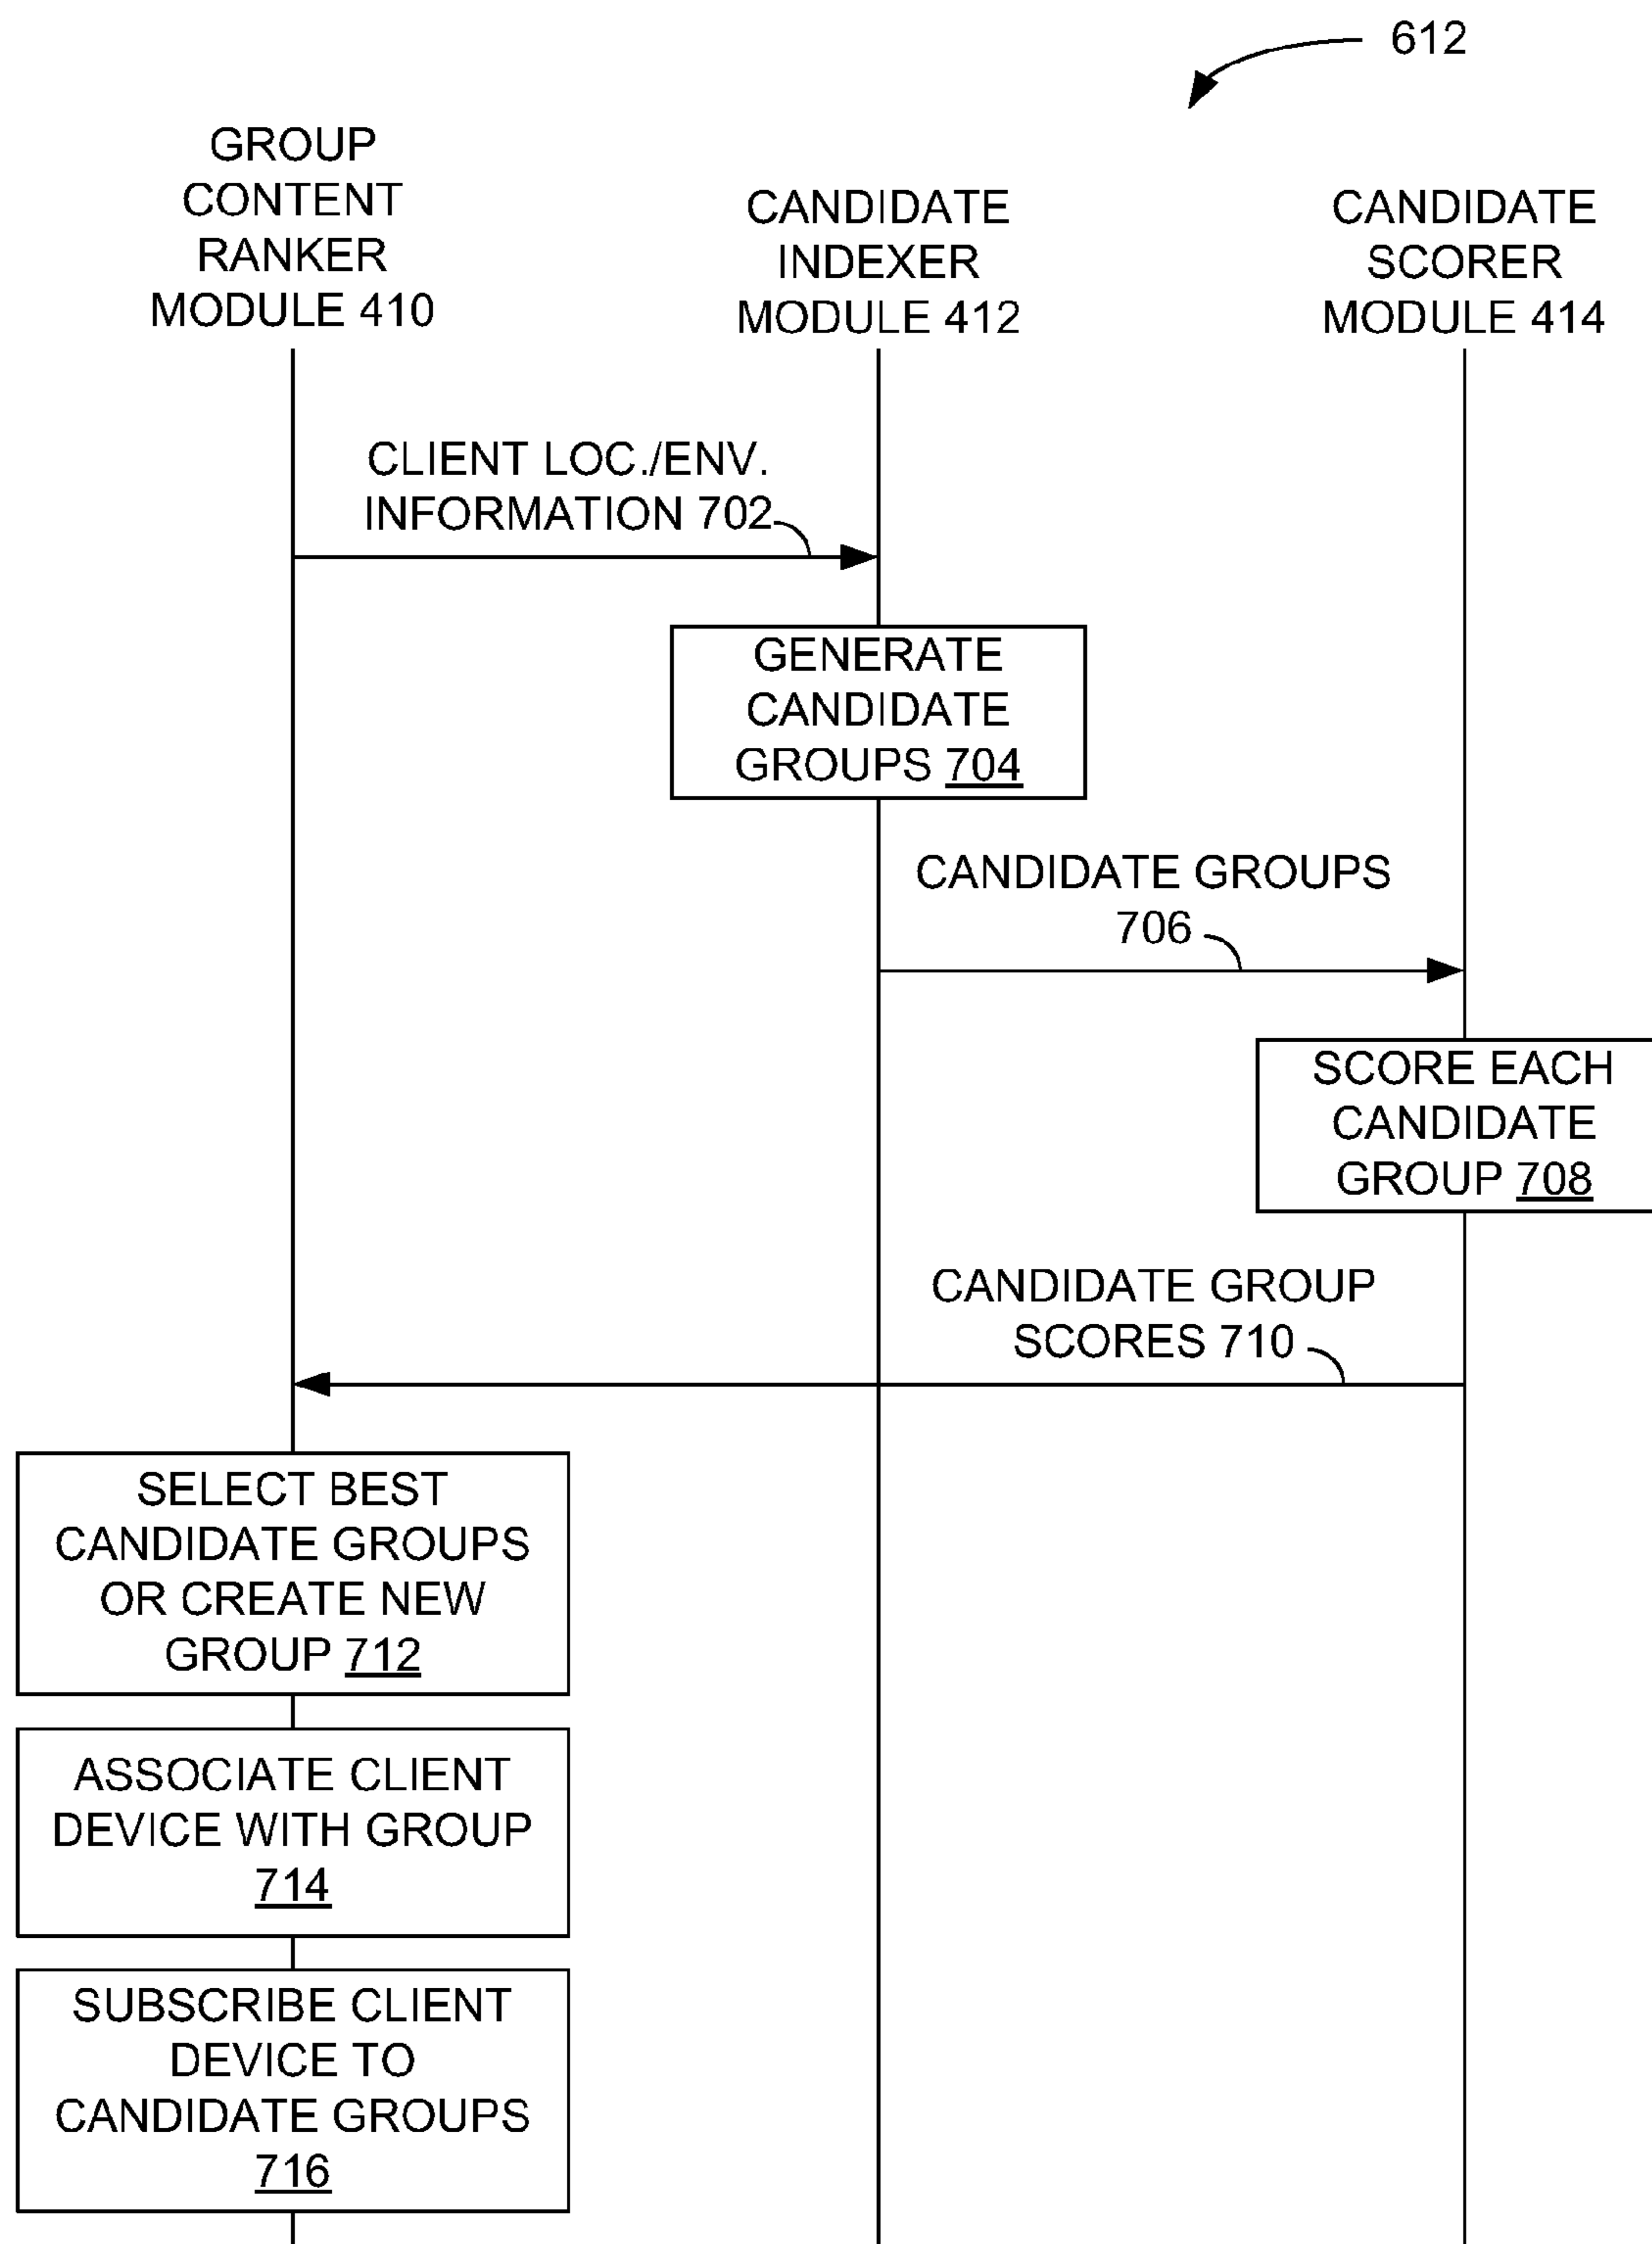 612
GROUP
CONTENT
RANKER
MODULE 410
CANDIDATE
INDEXER
MODULE 412
CANDIDATE
SCORER
MODULE 414
CLIENT LOC./ENV.
INFORMATION 702
GENERATE
CANDIDATE
GROUPS 704
CANDIDATE GROUPS
706
SCORE EACH
CANDIDATE
GROUP 708
CANDIDATE GROUP
SCORES 710
SELECT BEST
CANDIDATE GROUPS
OR CREATE NEW
GROUP 712
ASSOCIATE CLIENT
DEVICE WITH GROUP
714
SUBSCRIBE CLIENT
DEVICE TO
CANDIDATE GROUPS
716